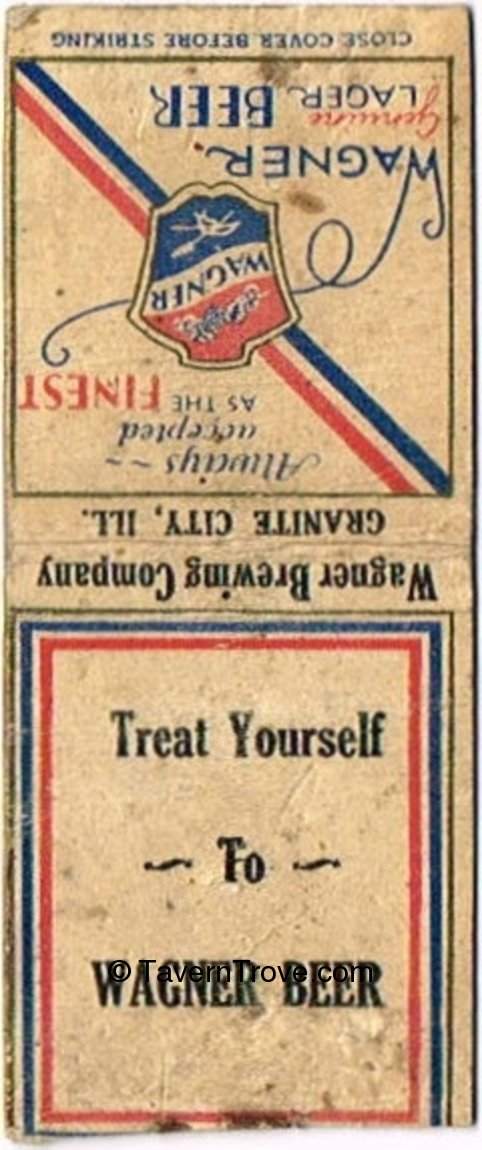 CLOSE COVER BEFORE STRIKING
WAGNER
Genuine
LAGER BEER
WAGNER
Always ~~
accepted
AS THE FINEST
Wagner Brewing Company
GRANITE CITY, ILL.
Treat Yourself
~ To ~
WAGNER BEER
© TavernTrove.com